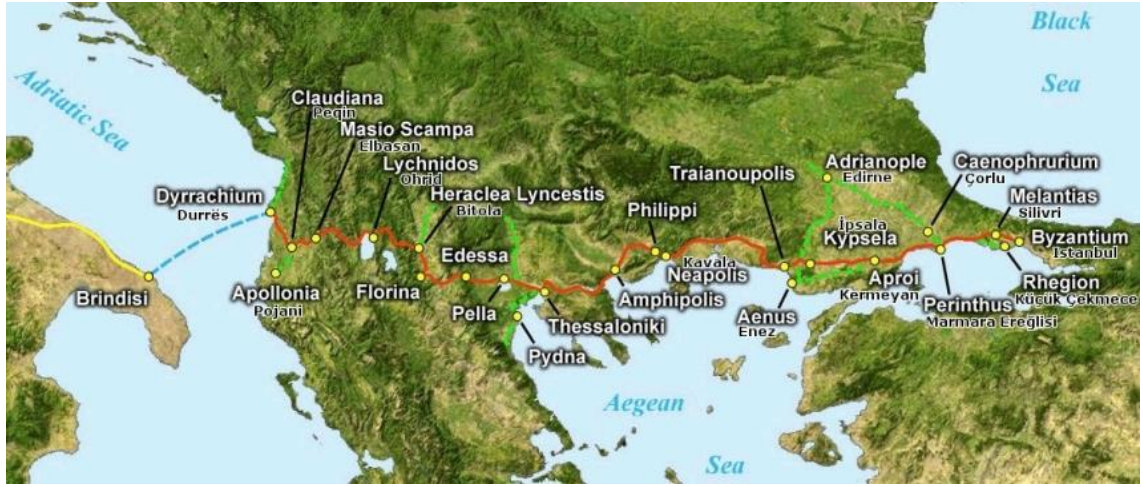 Black
Sea
Adriatic Sea
Claudiana
Peqin
Masio Scampa
Elbasan
Lychnidos
Ohrid
Heraclea Lyncestis
Bitola
Dyrrachium
Durrës
Traianoupolis
Adrianople
Edirne
Caenophrurium
Çorlu
Melantias
Silivri
Philippi
İpsala
Kypsela
Byzantium
Istanbul
Edessa
Kavala
Neapolis
Brindisi
Apollonia
Pojani
Florina
Pella
Amphipolis
Thessaloniki
Pydna
Aenus
Enez
Aproi
Kermeyan
Perinthus
Marmara Ereğlisi
Rhegion
Küçük Çekmece
Aegean
Sea